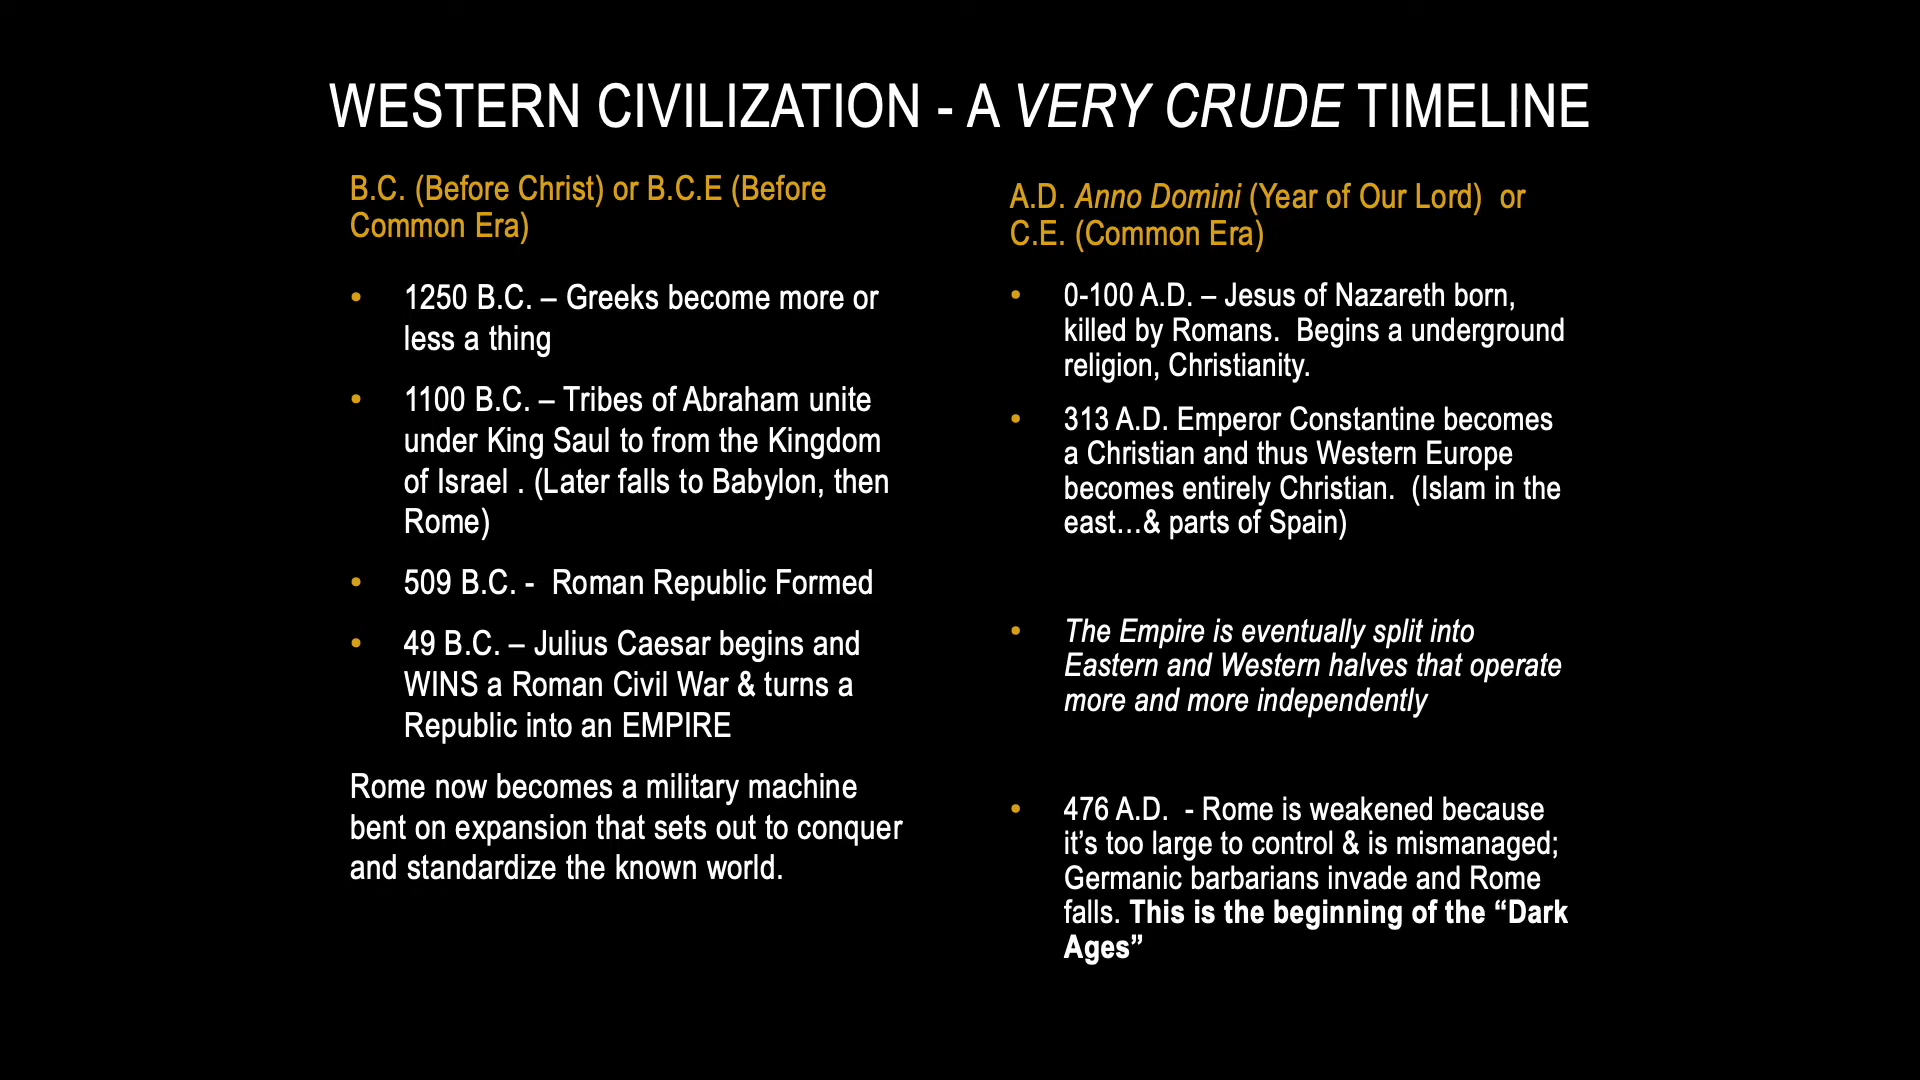 WESTERN CIVILIZATION - A VERY CRUDE TIMELINE
B.C. (Before Christ) or B.C.E (Before
Common Era)
• 1250 B.C. – Greeks become more or
less a thing
• 1100 B.C. – Tribes of Abraham unite
under King Saul to from the Kingdom
of Israel . (Later falls to Babylon, then
Rome)
• 509 B.C. -  Roman Republic Formed
• 49 B.C. – Julius Caesar begins and
WINS a Roman Civil War & turns a
Republic into an EMPIRE
Rome now becomes a military machine
bent on expansion that sets out to conquer
and standardize the known world.
A.D. Anno Domini (Year of Our Lord)  or
C.E. (Common Era)
• 0-100 A.D. – Jesus of Nazareth born,
killed by Romans.  Begins a underground
religion, Christianity.
• 313 A.D. Emperor Constantine becomes
a Christian and thus Western Europe
becomes entirely Christian.  (Islam in the
east…& parts of Spain)
• The Empire is eventually split into
Eastern and Western halves that operate
more and more independently
• 476 A.D.  - Rome is weakened because
it’s too large to control & is mismanaged;
Germanic barbarians invade and Rome
falls. This is the beginning of the “Dark
Ages”